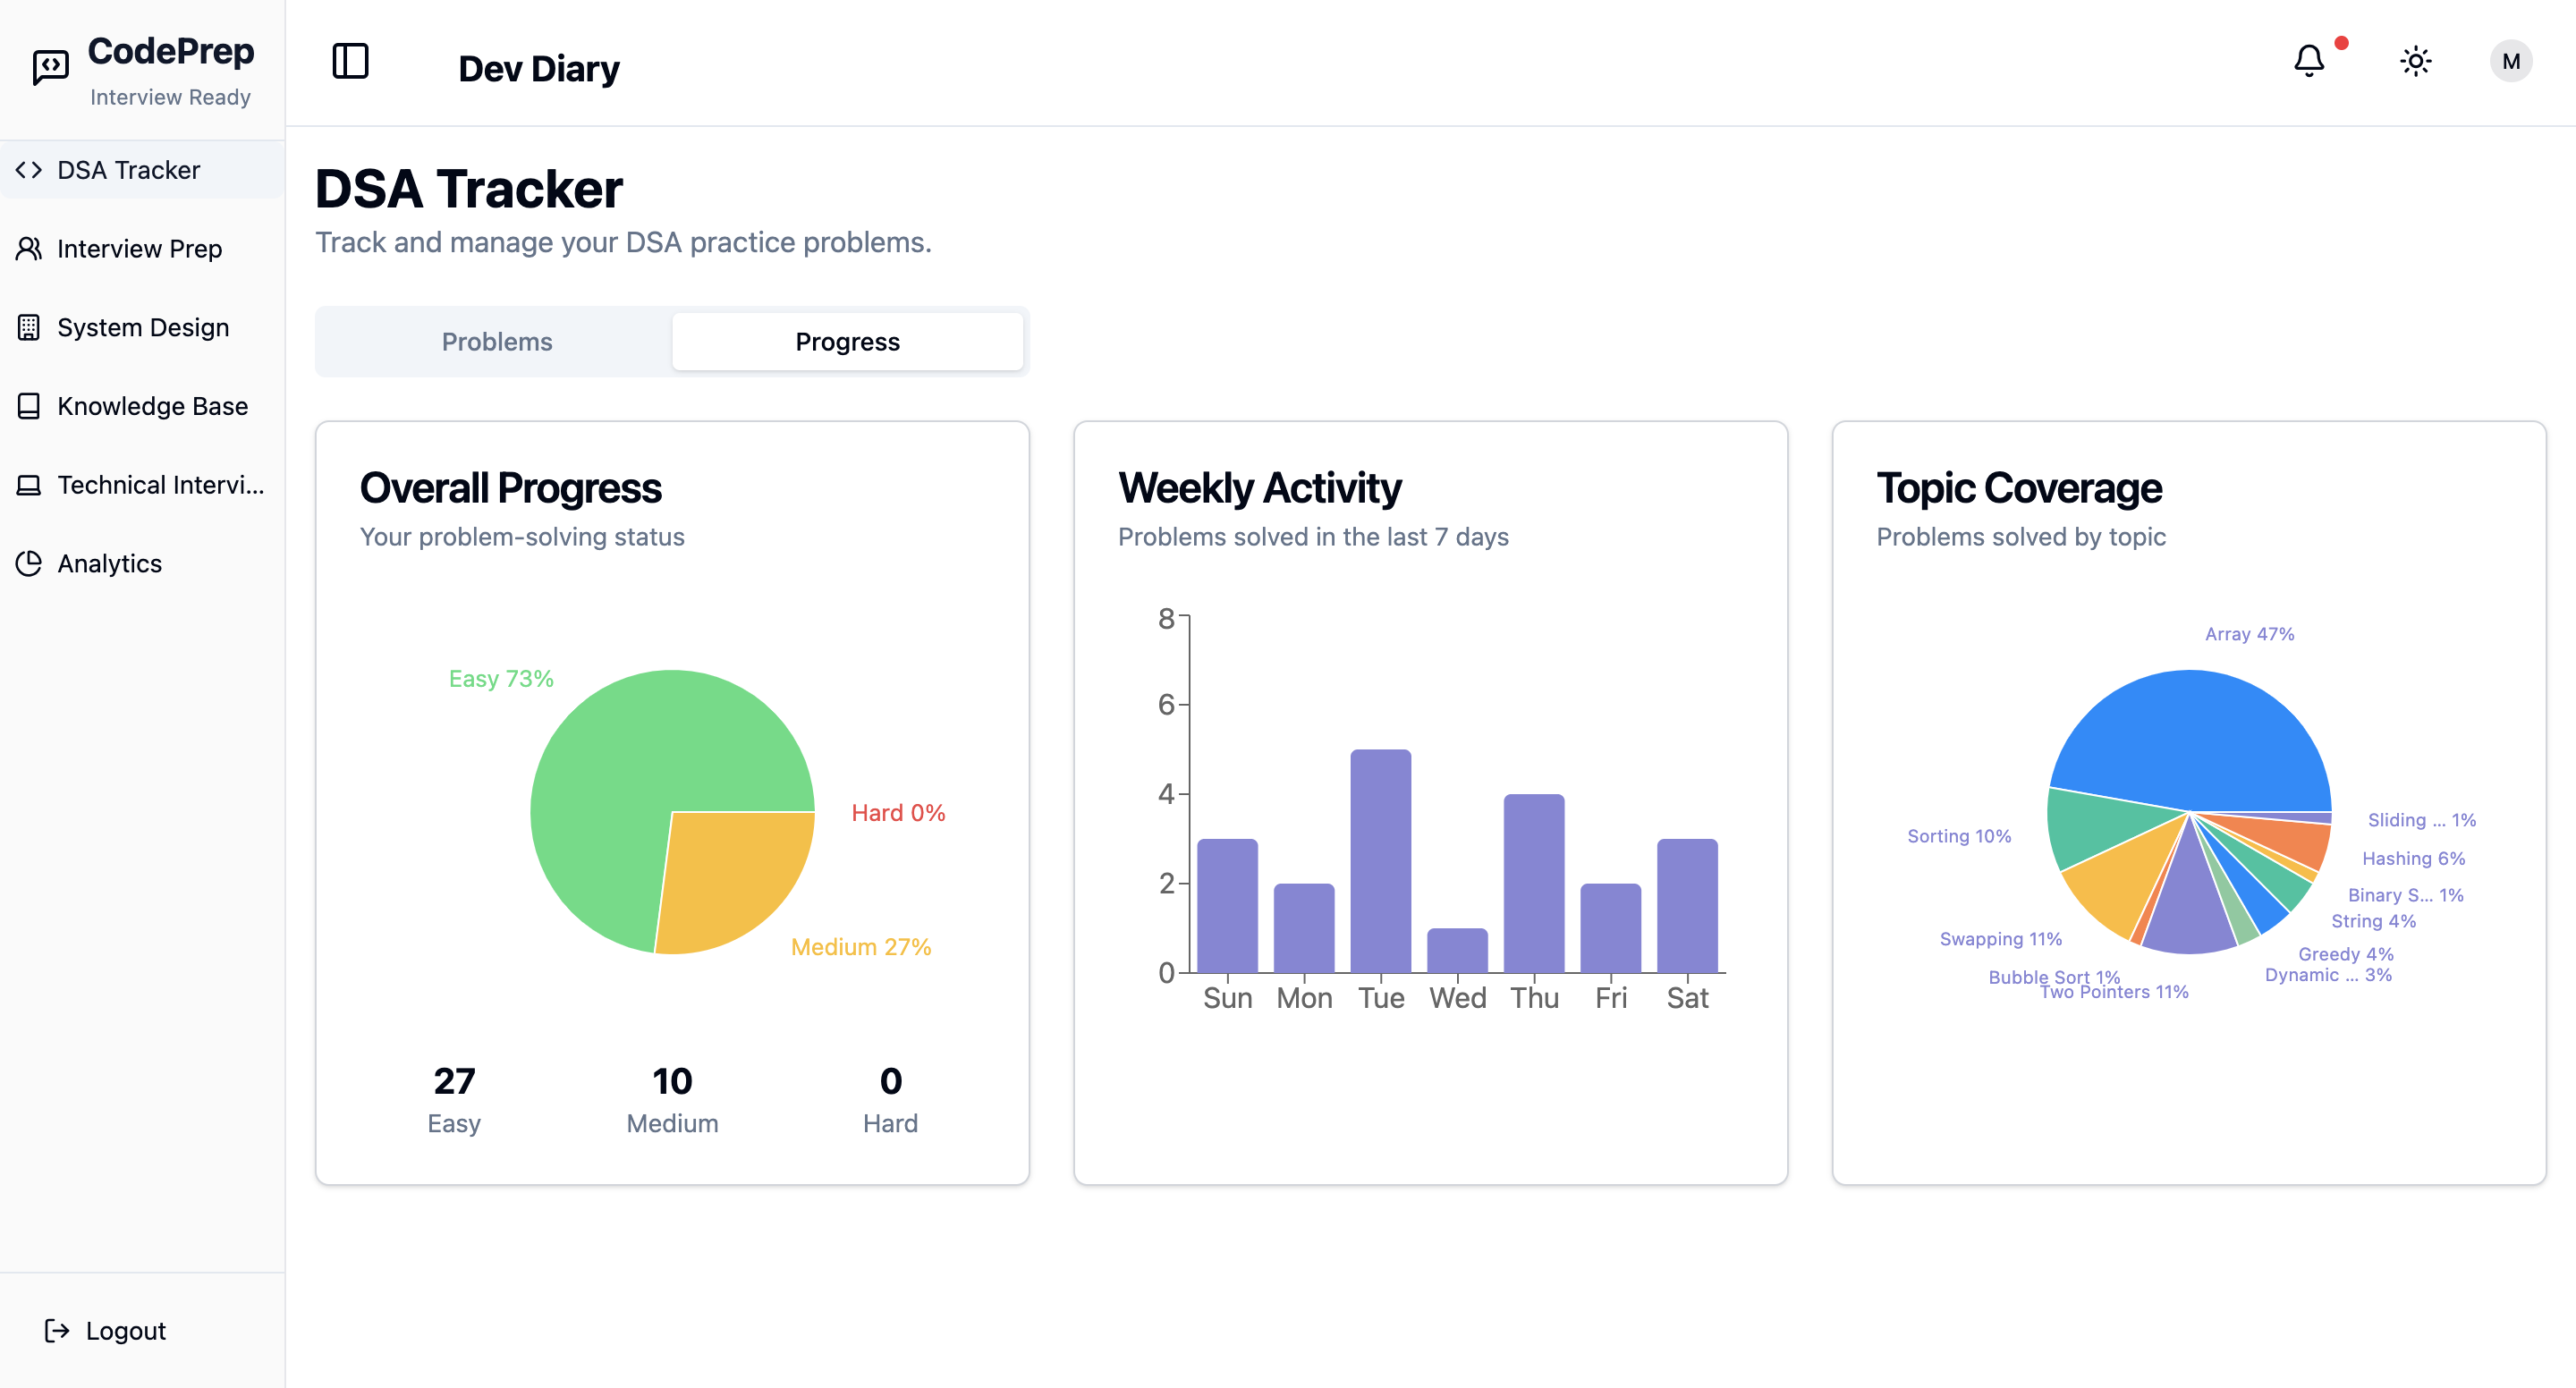 CodePrep
Interview Ready
DSA Tracker
Interview Prep
System Design
Knowledge Base
Technical Intervi...
Analytics
Logout
Dev Diary
M
DSA Tracker
Track and manage your DSA practice problems.
Problems
Progress
Overall Progress
Your problem-solving status
Easy 73%
Hard 0%
Medium 27%
27
Easy
10
Medium
0
Hard
Weekly Activity
Problems solved in the last 7 days
8
6
4
2
0
Sun Mon Tue Wed Thu Fri Sat
Topic Coverage
Problems solved by topic
Array 47%
Sliding ... 1%
Sorting 10%
Hashing 6%
Binary S... 1%
String 4%
Swapping 11%
Greedy 4%
Dynamic ... 3%
Bubble Sort 1%
Two Pointers 11%